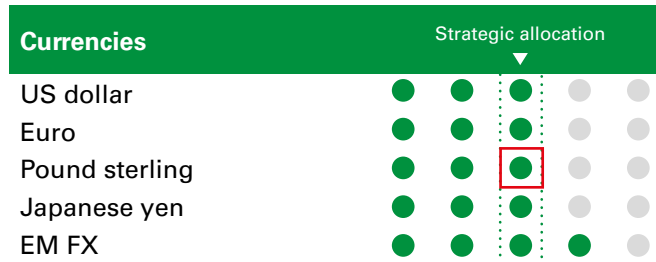 Currencies
Strategic allocation
US dollar
Euro
Pound sterling
Japanese yen
EM FX